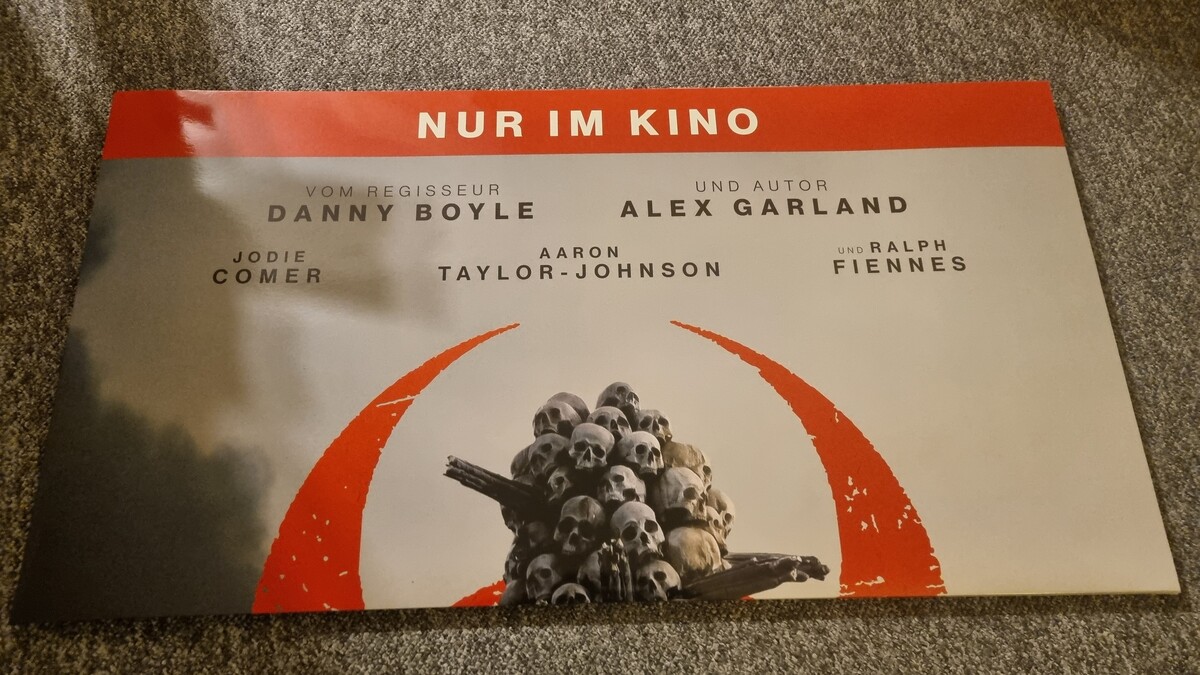 NUR IM KINO
VOM REGISSEUR
DANNY BOYLE
UND AUTOR
ALEX GARLAND
JODIE
COMER
AARON
TAYLOR-JOHNSON
UND RALPH
FIENNES